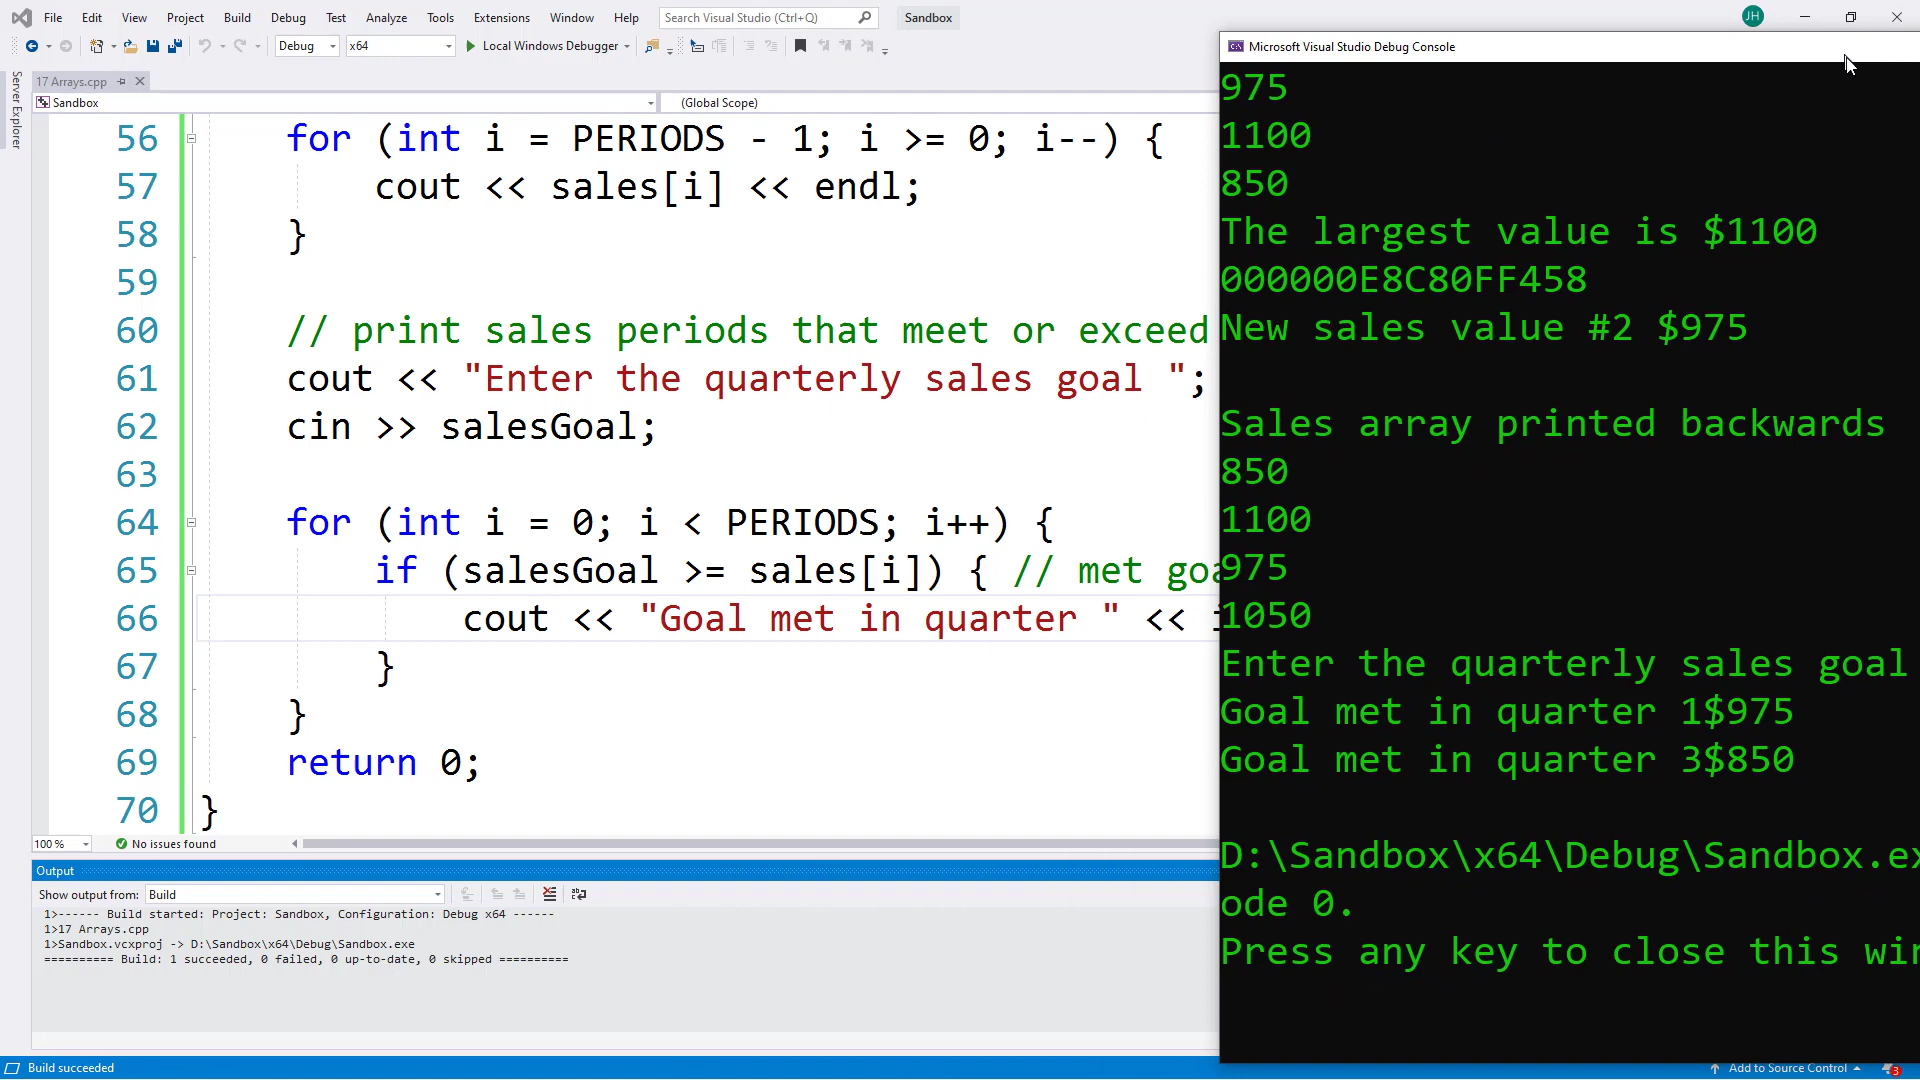 File Edit View Project Build Debug Test Analyze Tools Extensions Window Help Search Visual Studio (Ctrl+Q) Sandbox JH
Debug x64 Local Windows Debugger
Server Explorer
17 Arrays.cpp
Sandbox (Global Scope)
56 for (int i = PERIODS - 1; i >= 0; i--) {
57 cout << sales[i] << endl;
58 }
59
60 // print sales periods that meet or exceed
61 cout << "Enter the quarterly sales goal ";
62 cin >> salesGoal;
63
64 for (int i = 0; i < PERIODS; i++) {
65 if (salesGoal >= sales[i]) { // met goa
66 cout << "Goal met in quarter " << i
67 }
68 }
69 return 0;
70 }
100 % No issues found
Output
Show output from: Build
1>------ Build started: Project: Sandbox, Configuration: Debug x64 ------
1>17 Arrays.cpp
1>Sandbox.vcxproj -> D:\Sandbox\x64\Debug\Sandbox.exe
========== Build: 1 succeeded, 0 failed, 0 up-to-date, 0 skipped ==========
Build succeeded
Microsoft Visual Studio Debug Console
975
1100
850
The largest value is $1100
000000E8C80FF458
New sales value #2 $975
Sales array printed backwards
850
1100
975
1050
Enter the quarterly sales goal
Goal met in quarter 1$975
Goal met in quarter 3$850
D:\Sandbox\x64\Debug\Sandbox.ex
ode 0.
Press any key to close this win
Add to Source Control 3